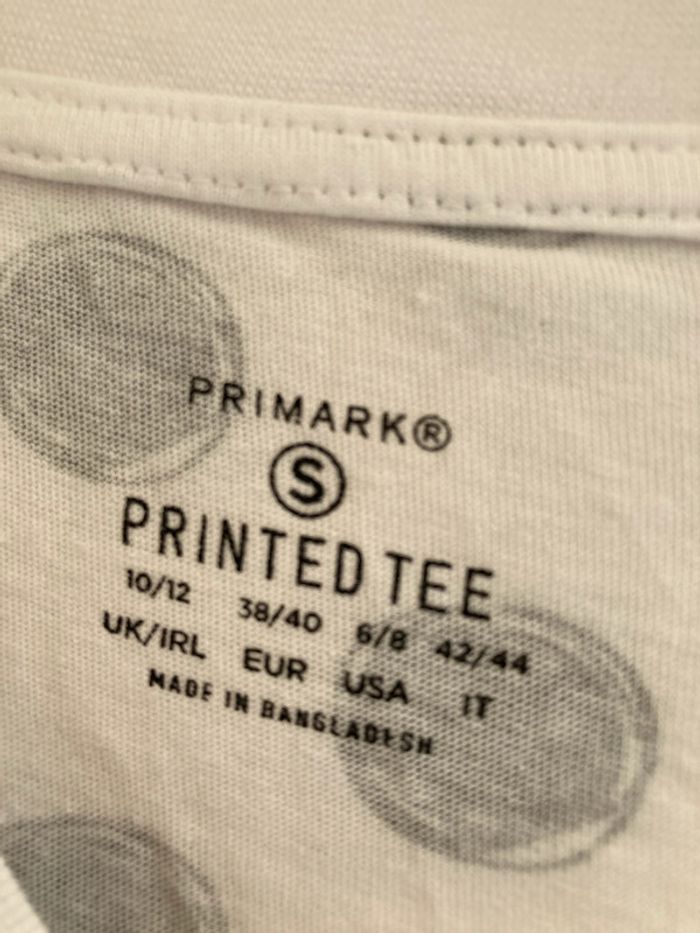 PRIMARK®
S
PRINTED TEE
10/12 38/40 6/8 42/44
UK/IRL EUR USA IT
MADE IN BANGLADESH